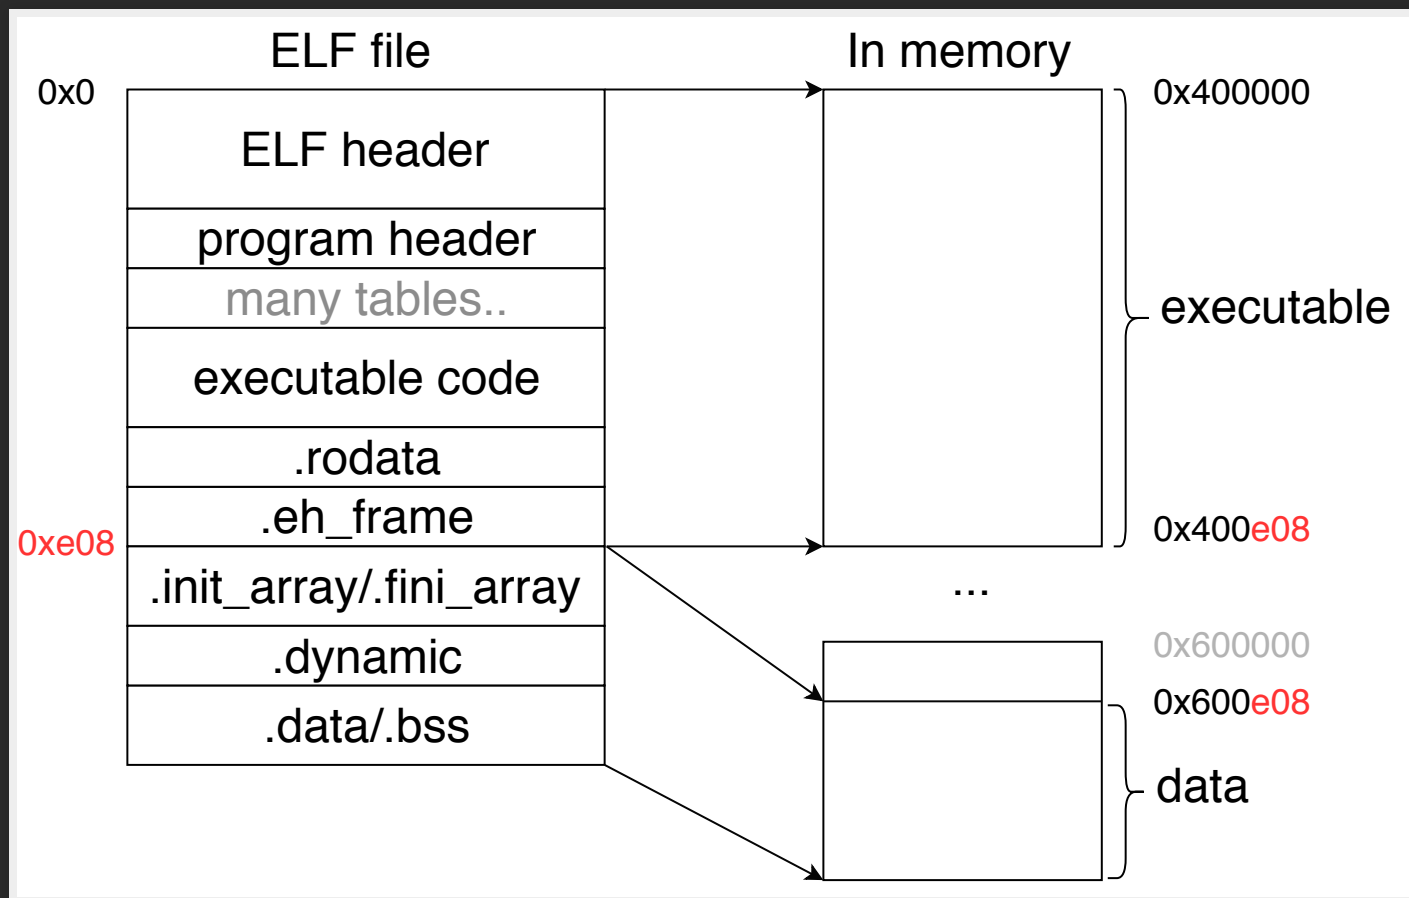 ELF file
In memory
0x0
0x400000
ELF header
program header
many tables..
executable
executable code
.rodata
.eh_frame
0xe08
0x400e08
.init_array/.fini_array
...
.dynamic
0x600000
0x600e08
.data/.bss
data